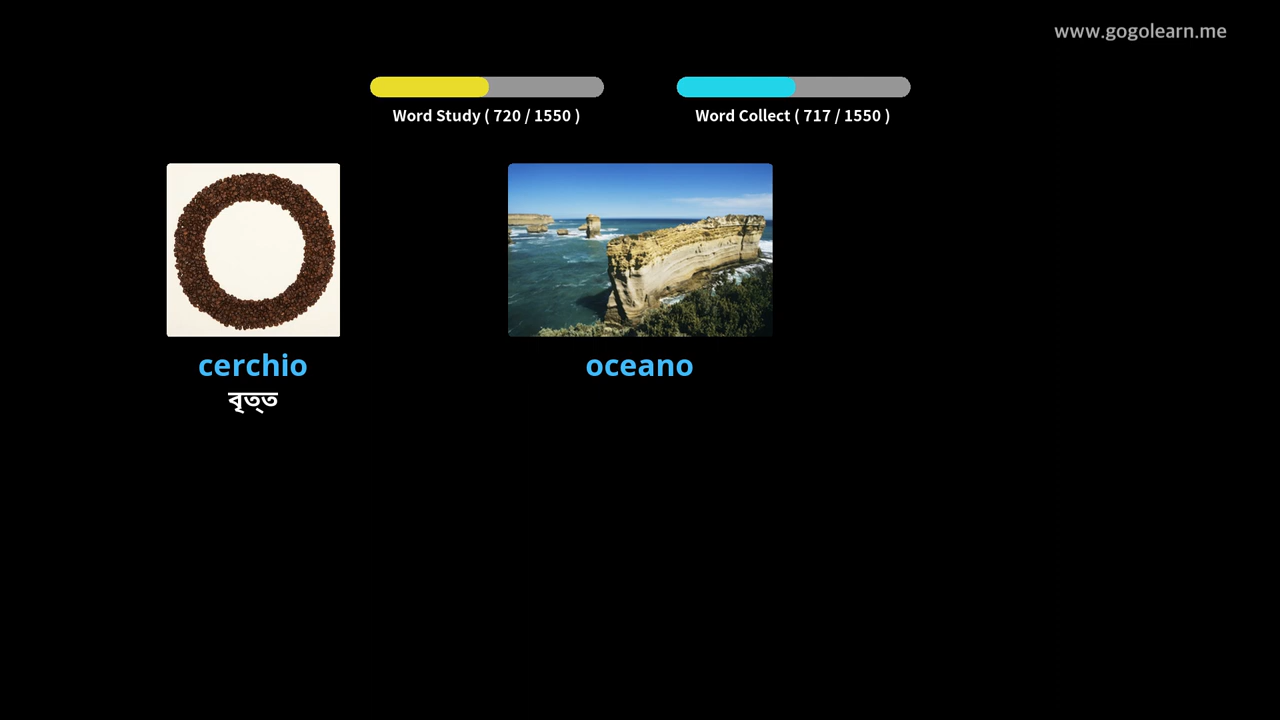 www.gogolearn.me
Word Study ( 720 / 1550 )
Word Collect ( 717 / 1550 )
cerchio
বৃত্ত
oceano